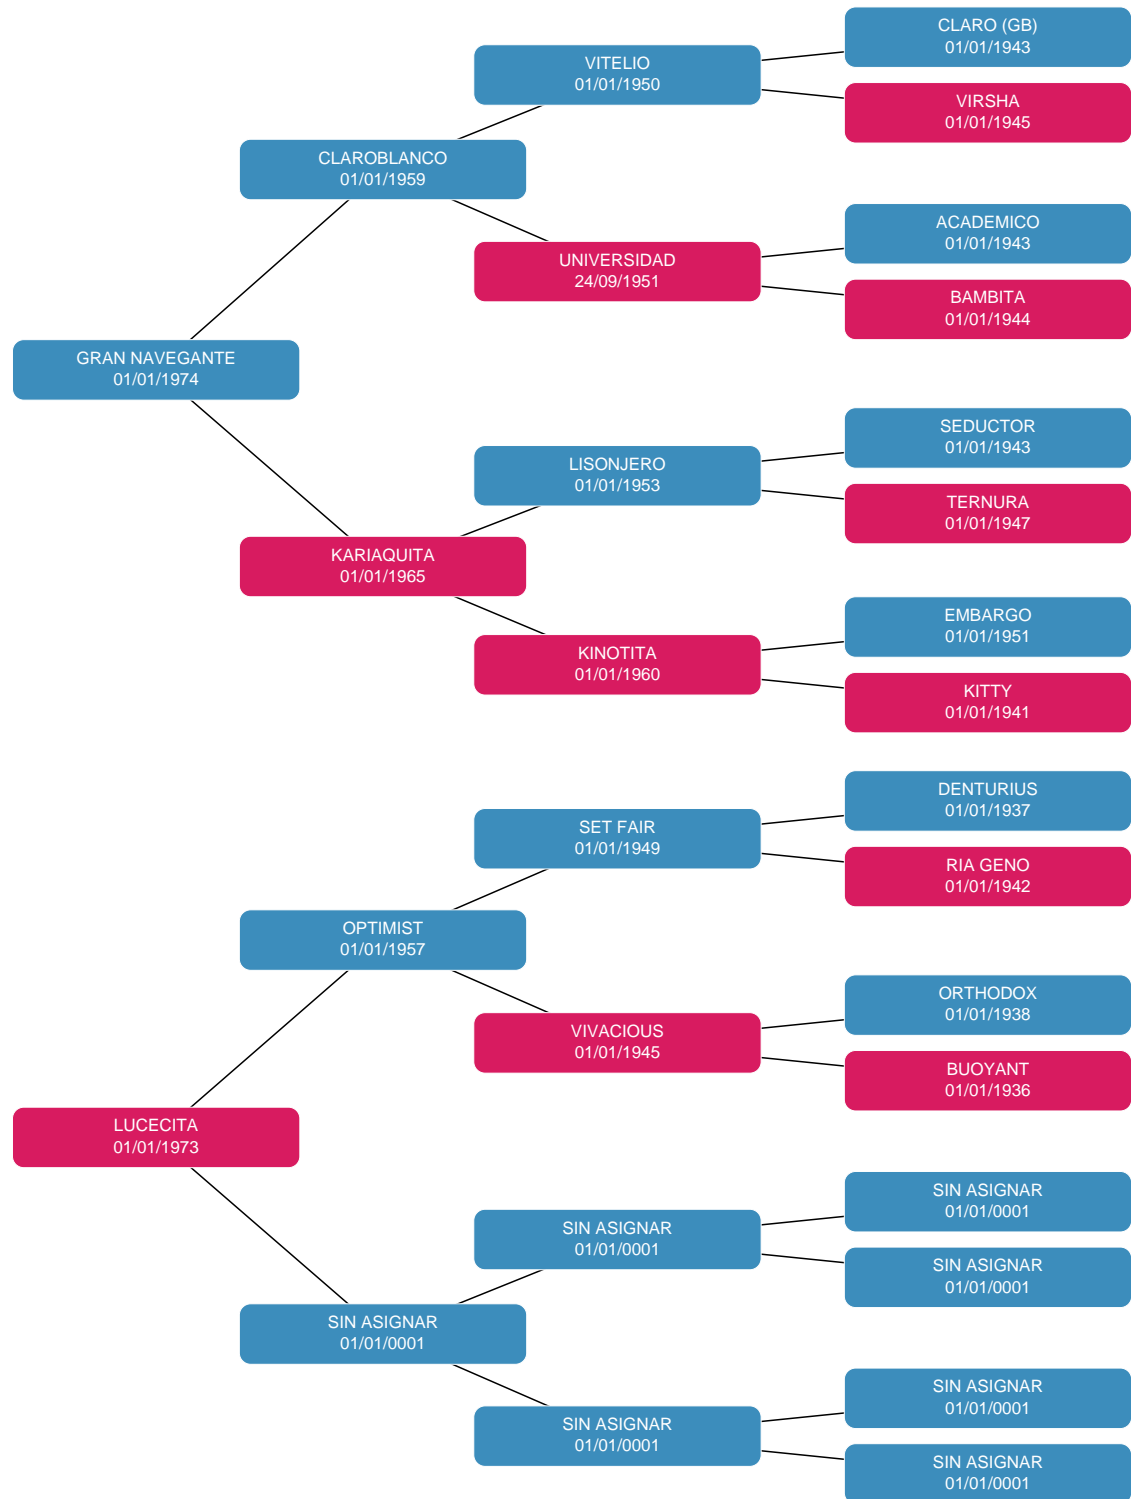 CLARO (GB)
01/01/1943
VITELIO
01/01/1950
VIRSHA
01/01/1945
CLAROBLANCO
01/01/1959
ACADEMICO
01/01/1943
UNIVERSIDAD
24/09/1951
BAMBITA
01/01/1944
GRAN NAVEGANTE
01/01/1974
SEDUCTOR
01/01/1943
LISONJERO
01/01/1953
TERNURA
01/01/1947
KARIAQUITA
01/01/1965
EMBARGO
01/01/1951
KINOTITA
01/01/1960
KITTY
01/01/1941
DENTURIUS
01/01/1937
SET FAIR
01/01/1949
RIA GENO
01/01/1942
OPTIMIST
01/01/1957
ORTHODOX
01/01/1938
VIVACIOUS
01/01/1945
BUOYANT
01/01/1936
LUCECITA
01/01/1973
SIN ASIGNAR
01/01/0001
SIN ASIGNAR
01/01/0001
SIN ASIGNAR
01/01/0001
SIN ASIGNAR
01/01/0001
SIN ASIGNAR
01/01/0001
SIN ASIGNAR
01/01/0001
SIN ASIGNAR
01/01/0001